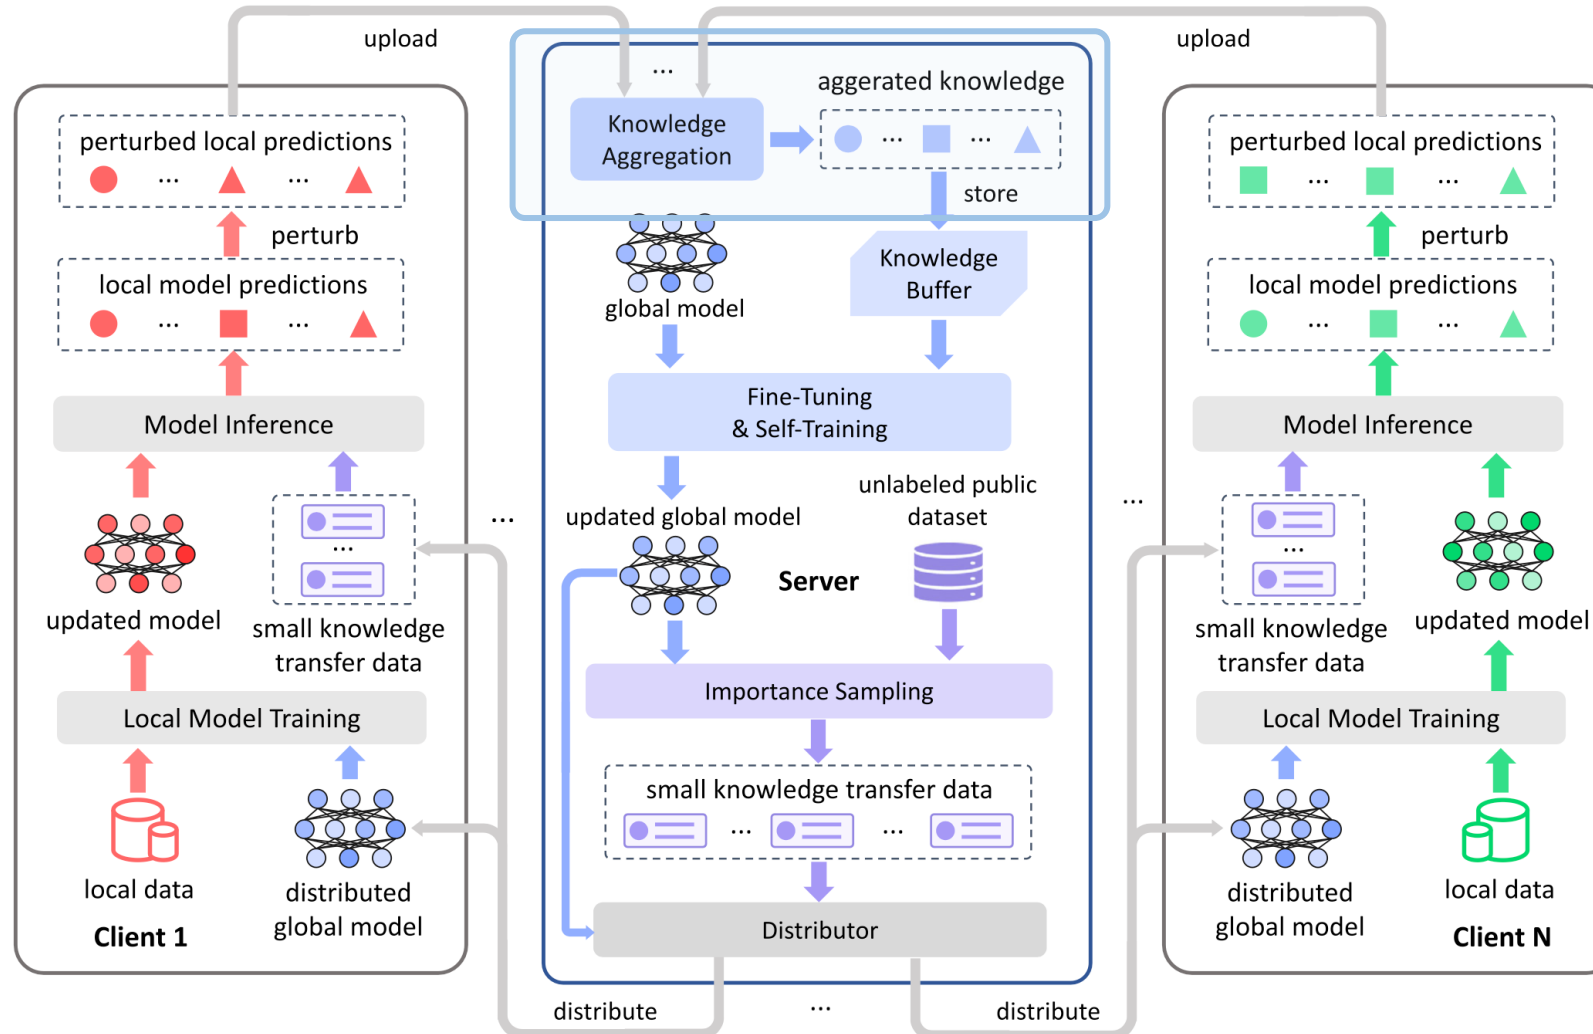 upload
perturbed local predictions
...
...
perturb
local model predictions
...
...
Model Inference
...
updated model
small knowledge
transfer data
Local Model Training
local data
distributed
global model
Client 1
...
...
Knowledge
Aggregation
aggerated knowledge
...
...
store
global model
Knowledge
Buffer
Fine-Tuning
& Self-Training
updated global model
unlabeled public
dataset
Server
Importance Sampling
small knowledge transfer data
...
...
Distributor
distribute
...
distribute
...
upload
perturbed local predictions
...
...
perturb
local model predictions
...
...
Model Inference
...
small knowledge
transfer data
updated model
Local Model Training
distributed
global model
local data
Client N